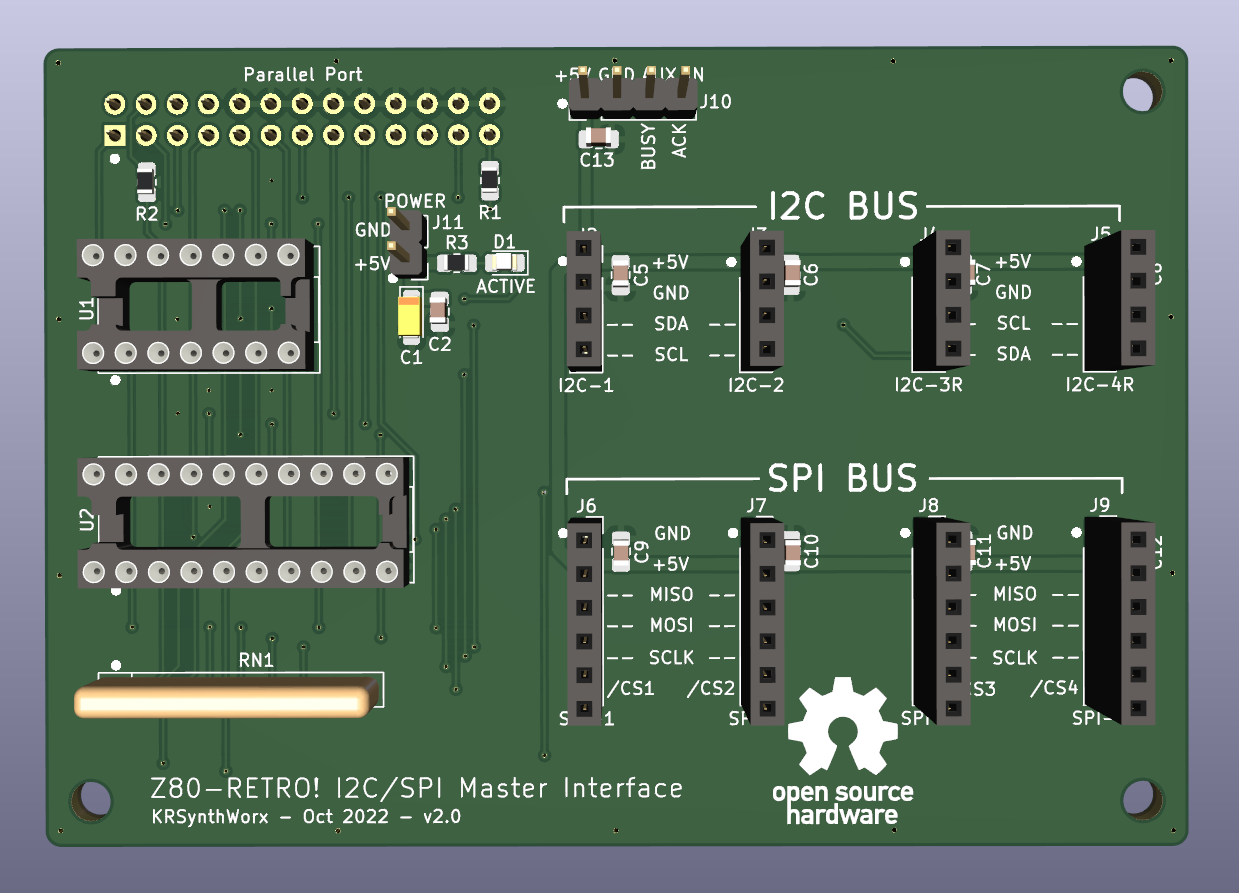 Parallel Port
+5V GND AUX IN
J10
BUSY
ACK
C13
R2
R1
POWER
J11
GND
+5V
R3
D1
ACTIVE
U1
C1
C2
I2C BUS
J3
J4
J5
C5
C6
C7
+5V +5V
GND GND
-- SDA -- - SCL --
-- SCL -- - SDA --
I2C-1 I2C-2 I2C-3R I2C-4R
SPI BUS
J6 J7 J8 J9
U2
C9
C10
C11
C12
GND GND
+5V +5V
-- MISO -- - MISO --
-- MOSI -- - MOSI --
-- SCLK -- - SCLK --
/CS1 /CS2 CS3 /CS4
RN1
Z80-RETRO! I2C/SPI Master Interface
KRSynthWorx - Oct 2022 - v2.0
open source
hardware